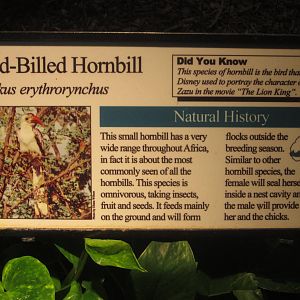 d-Billed Hornbill
kus erythrorynchus
Did You Know
This species of hornbill is the bird tha
Disney used to portray the character o
Zazu in the movie "The Lion King".
Natural History
This small hornbill has a very
wide range throughout Africa,
in fact it is about the most
commonly seen of all the
hornbills. This species is
omnivorous, taking insects,
fruit and seeds. It feeds mainly
on the ground and will form
flocks outside the
breeding season.
Similar to other
hornbill species, the
female will seal herse
inside a nest cavity an
the male will provide
her and the chicks.